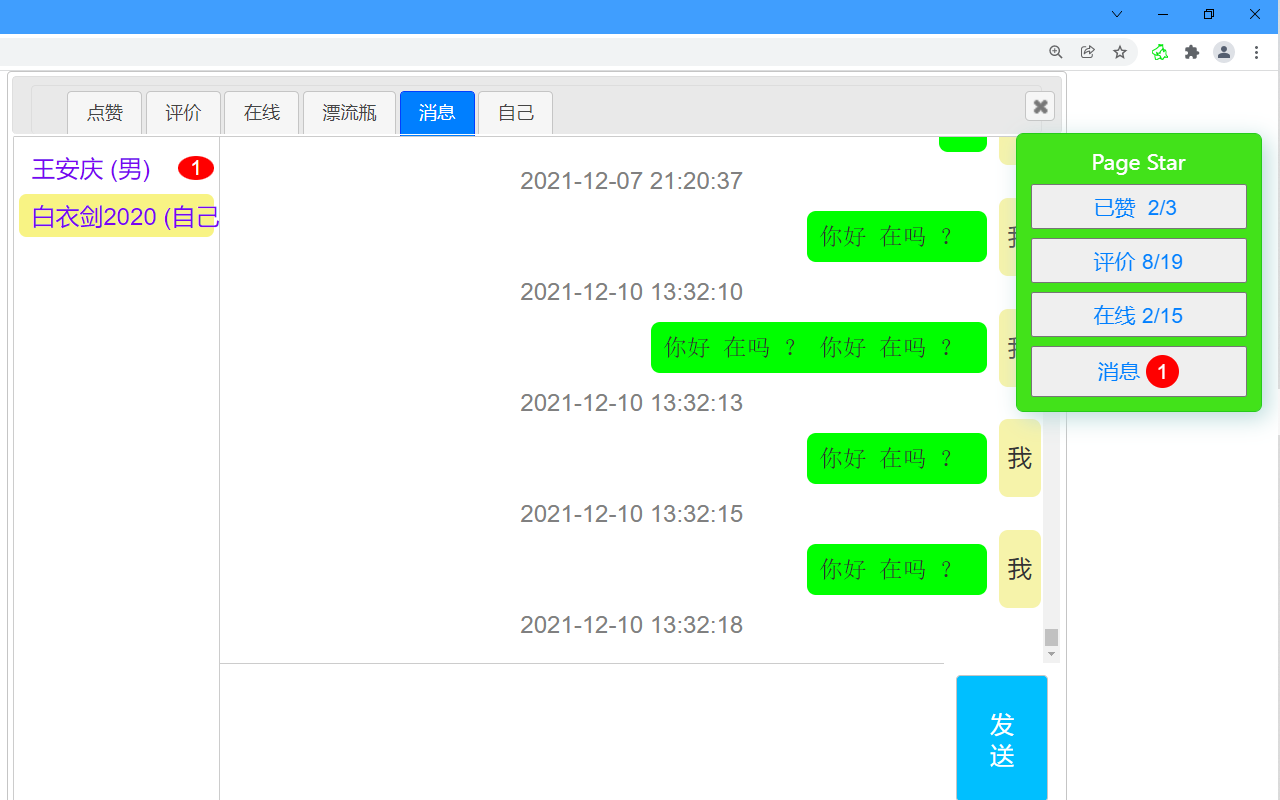 点赞 评价 在线 漂流瓶 消息 自己
王安庆 (男) 1
白衣剑2020 (自己
2021-12-07 21:20:37
你好 在吗 ?
我
2021-12-10 13:32:10
你好 在吗 ? 你好 在吗 ?
我
2021-12-10 13:32:13
你好 在吗 ?
我
2021-12-10 13:32:15
你好 在吗 ?
我
2021-12-10 13:32:18
发
送
Page Star
已赞 2/3
评价 8/19
在线 2/15
消息 1